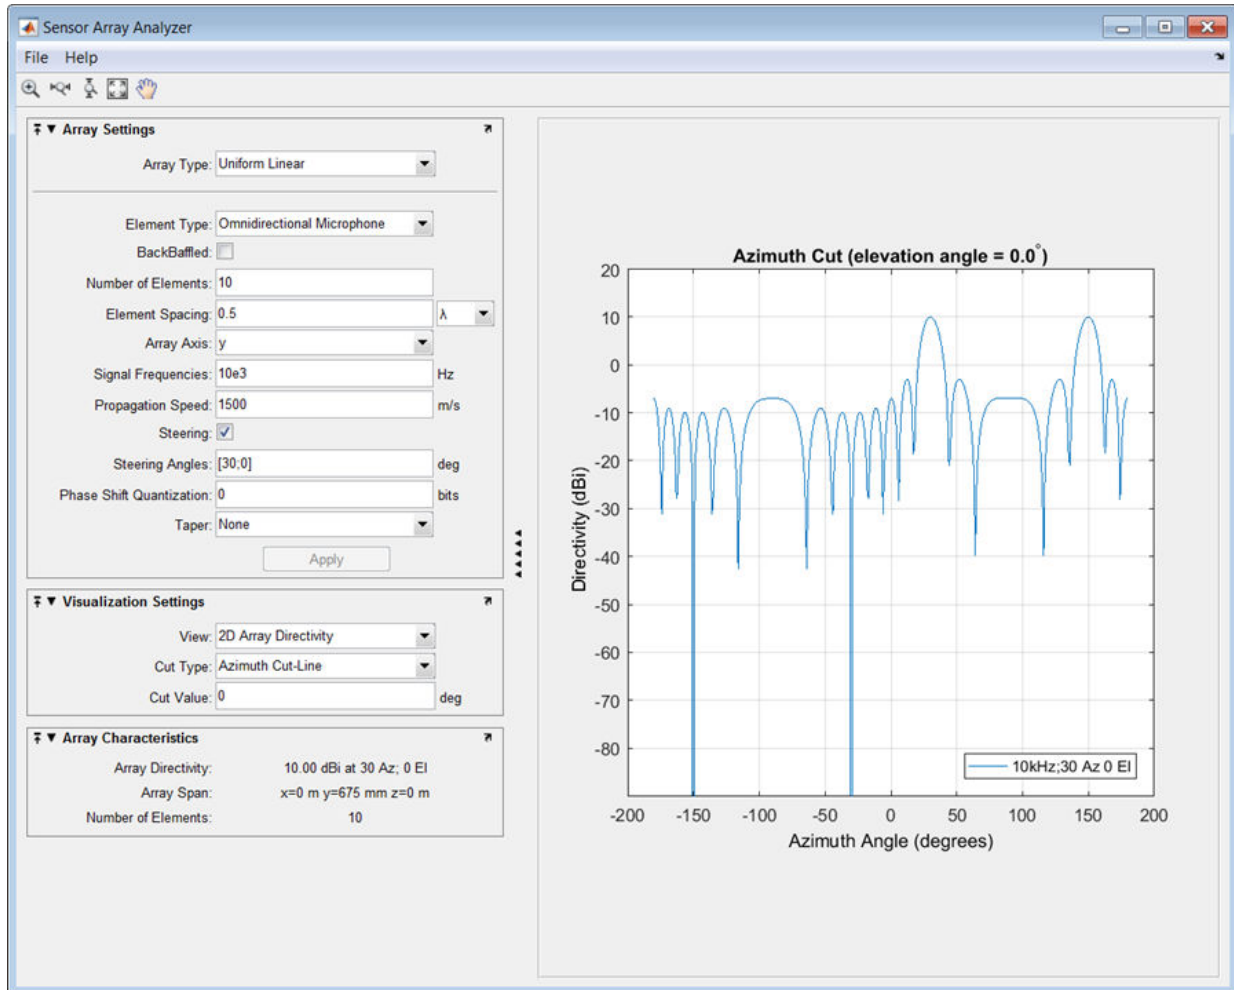 Sensor Array Analyzer
File Help
Array Settings
Array Type: Uniform Linear
Element Type: Omnidirectional Microphone
BackBaffled:
Number of Elements: 10
Element Spacing: 0.5 λ
Array Axis: y
Signal Frequencies: 10e3 Hz
Propagation Speed: 1500 m/s
Steering:
Steering Angles: [30;0] deg
Phase Shift Quantization: 0 bits
Taper: None
Apply
Visualization Settings
View: 2D Array Directivity
Cut Type: Azimuth Cut-Line
Cut Value: 0 deg
Array Characteristics
Array Directivity: 10.00 dBi at 30 Az; 0 El
Array Span: x=0 m y=675 mm z=0 m
Number of Elements: 10
Azimuth Cut (elevation angle = 0.0°)
Directivity (dBi)
20
10
0
-10
-20
-30
-40
-50
-60
-70
-80
10kHz;30 Az 0 El
-200 -150 -100 -50 0 50 100 150 200
Azimuth Angle (degrees)